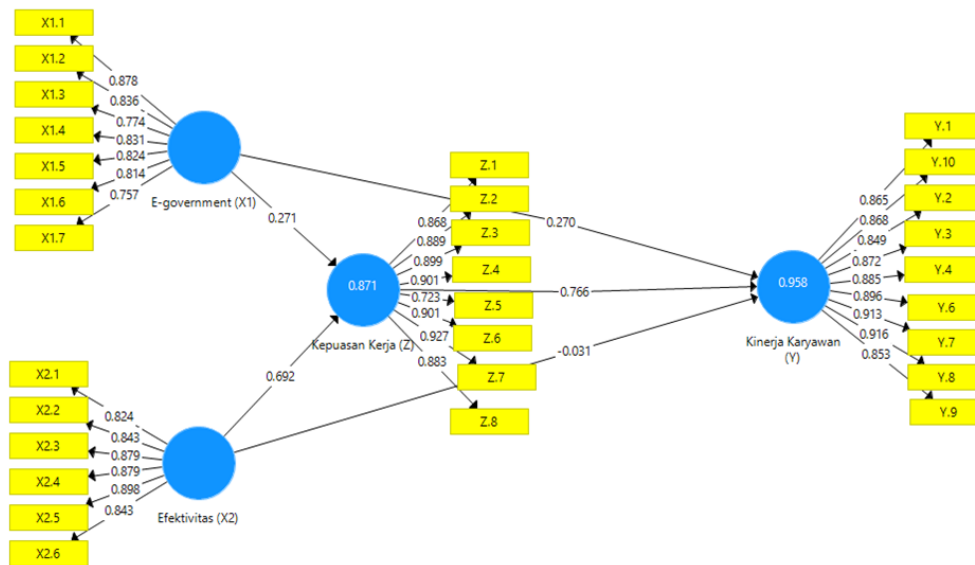 X1.1
X1.2
X1.3
X1.4
X1.5
X1.6
X1.7
0.878
0.836
0.774
0.831
0.824
0.814
0.757
E-government (X1)
0.271
0.270
Z.1
Z.2
Z.3
Z.4
Z.5
Z.6
Z.7
Z.8
0.868
0.889
0.899
0.901
0.723
0.901
0.927
0.883
0.871
Kepuasan Kerja (Z)
0.766
-0.031
0.692
X2.1
X2.2
X2.3
X2.4
X2.5
X2.6
0.824
0.843
0.879
0.879
0.898
0.843
Efektivitas (X2)
0.958
Kinerja Karyawan
(Y)
0.865
0.868
0.849
0.872
0.885
0.896
0.913
0.916
0.853
Y.1
Y.10
Y.2
Y.3
Y.4
Y.6
Y.7
Y.8
Y.9